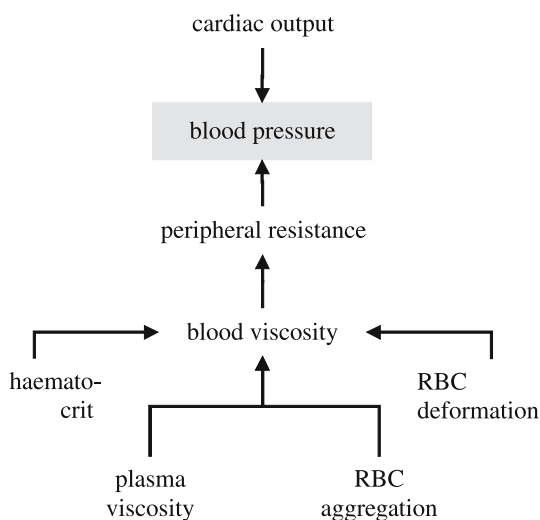 cardiac output
blood pressure
peripheral resistance
blood viscosity
haemato-
crit
RBC
deformation
plasma
viscosity
RBC
aggregation